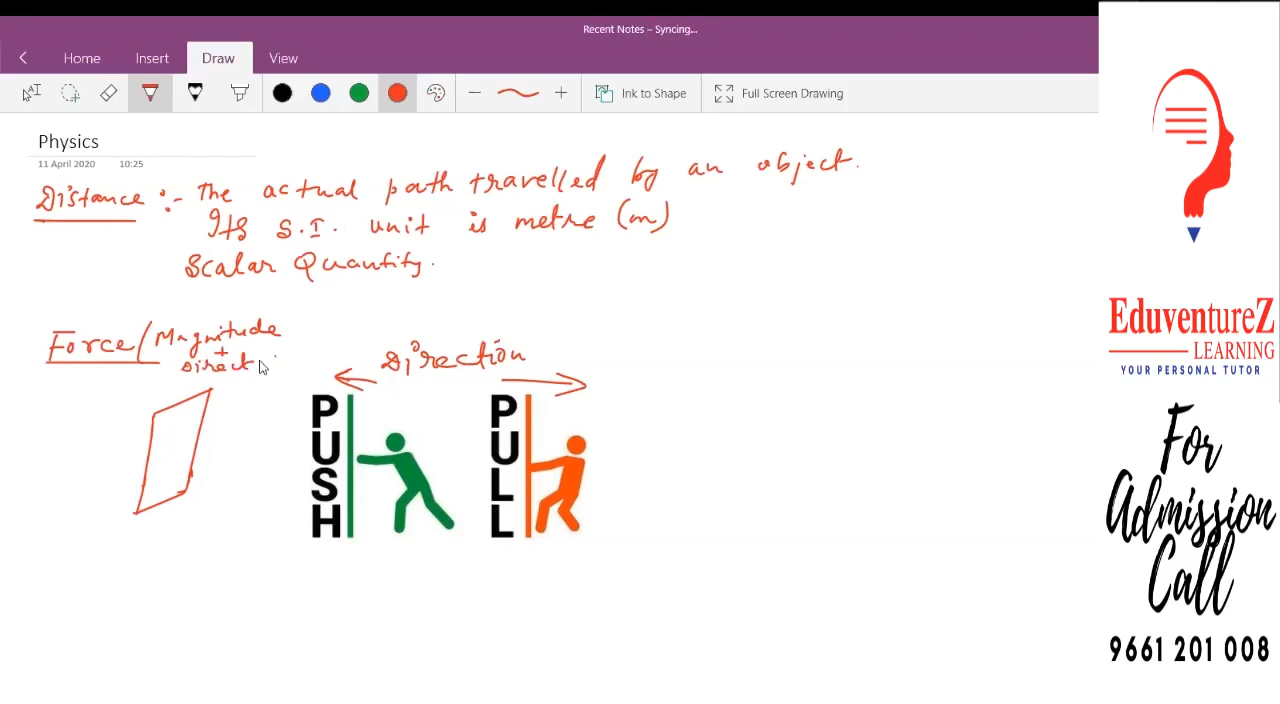 Recent Notes – Syncing...
Home Insert Draw View
Ink to Shape Full Screen Drawing
Physics
11 April 2020 10:25
Distance :- The actual path travelled by an object.
Its S.I. unit is metre (m)
Scalar Quantity.
Force / Magnitude
+
Direct
Direction
PUSH
PULL
EduventureZ
LEARNING
YOUR PERSONAL TUTOR
For
Admission
Call
9661 201 008